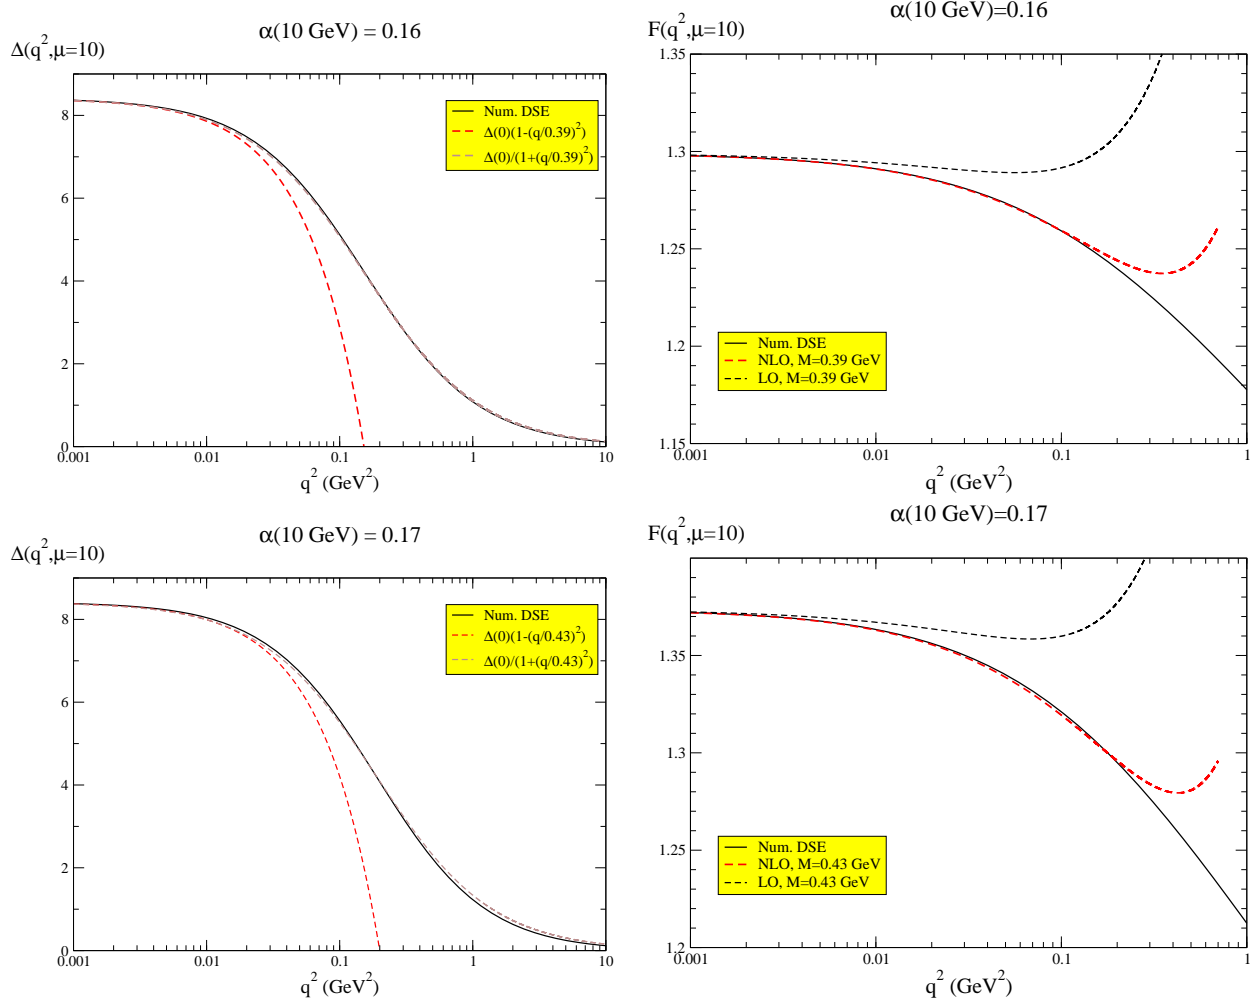 α(10 GeV) = 0.16
Δ(q²,μ=10)
8
6
4
2
0
Num. DSE
Δ(0)(1-(q/0.39)²)
Δ(0)/(1+(q/0.39)²)
0.001
0.01
0.1
1
10
q² (GeV²)
α(10 GeV)=0.16
F(q²,μ=10)
1.35
1.3
1.25
1.2
1.15
Num. DSE
NLO, M=0.39 GeV
LO, M=0.39 GeV
0.001
0.01
0.1
1
q² (GeV²)
α(10 GeV) = 0.17
Δ(q²,μ=10)
8
6
4
2
0
Num. DSE
Δ(0)(1-(q/0.43)²)
Δ(0)/(1+(q/0.43)²)
0.001
0.01
0.1
1
10
q² (GeV²)
α(10 GeV)=0.17
F(q²,μ=10)
1.40
1.35
1.3
1.25
1.2
Num. DSE
NLO, M=0.43 GeV
LO, M=0.43 GeV
0.001
0.01
0.1
1
q² (GeV²)